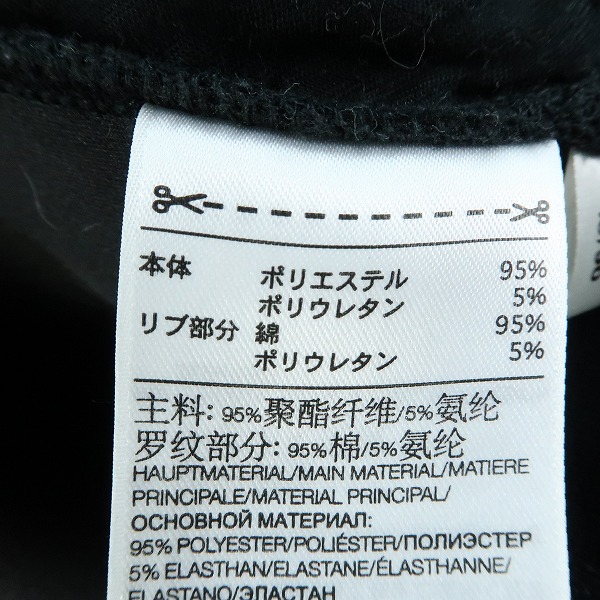 本体 ポリエステル 95%
ポリウレタン 5%
リブ部分 綿 95%
ポリウレタン 5%
主料: 95%聚酯纤维/5%氨纶
罗纹部分: 95%棉/5%氨纶
HAUPTMATERIAL/MAIN MATERIAL/MATIERE
PRINCIPALE/MATERIAL PRINCIPAL/
ОСНОВНОЙ МАТЕРИАЛ:
95% POLYESTER/POLIÉSTER/ПОЛИЭСТЕР
5% ELASTHAN/ELASTANE/ÉLASTHANNE/
ELASTANO/ЭЛАСТАН